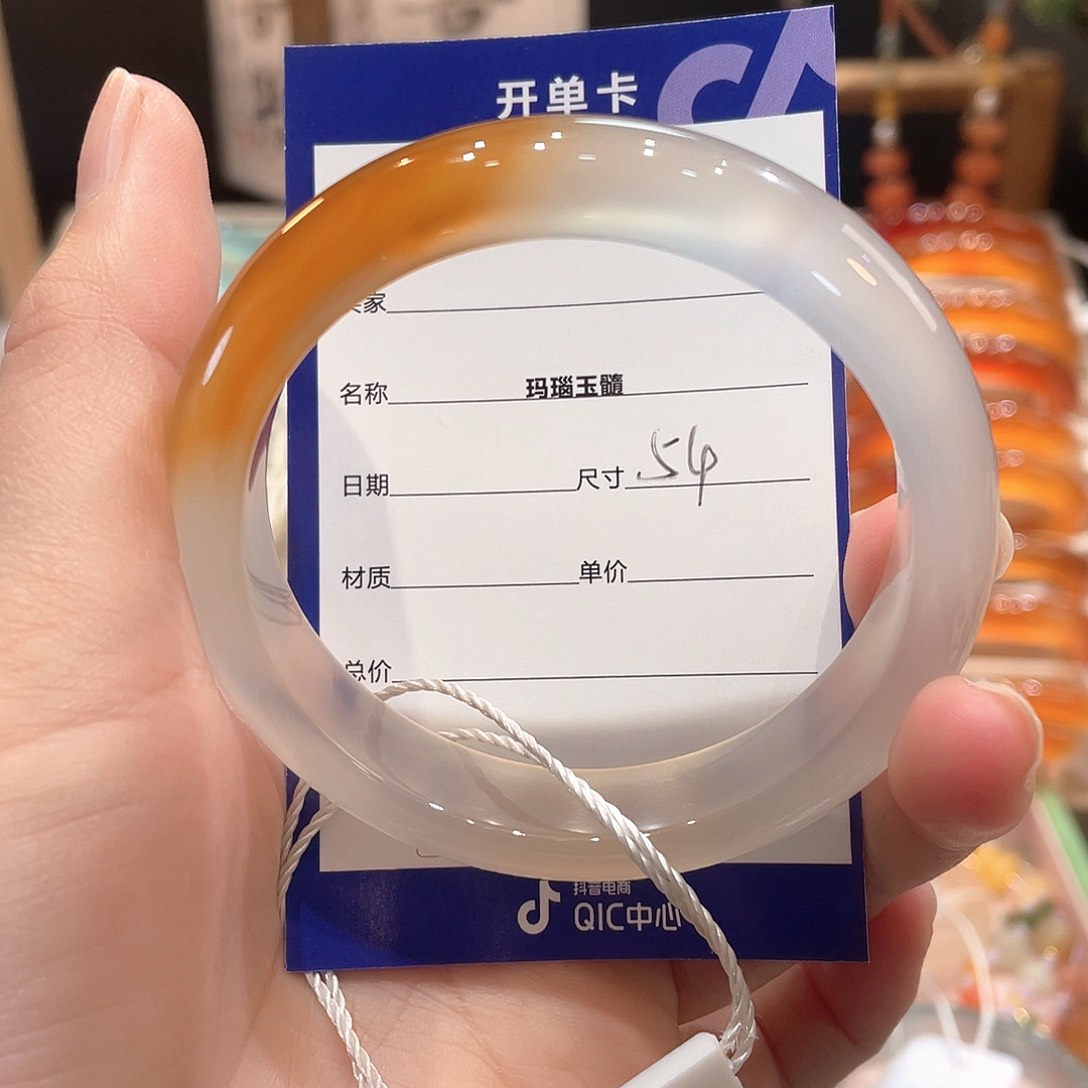 开单卡
家
名称 玛瑙玉髓
日期 尺寸 54
材质 单价
总价
抖音电商
QIC中心